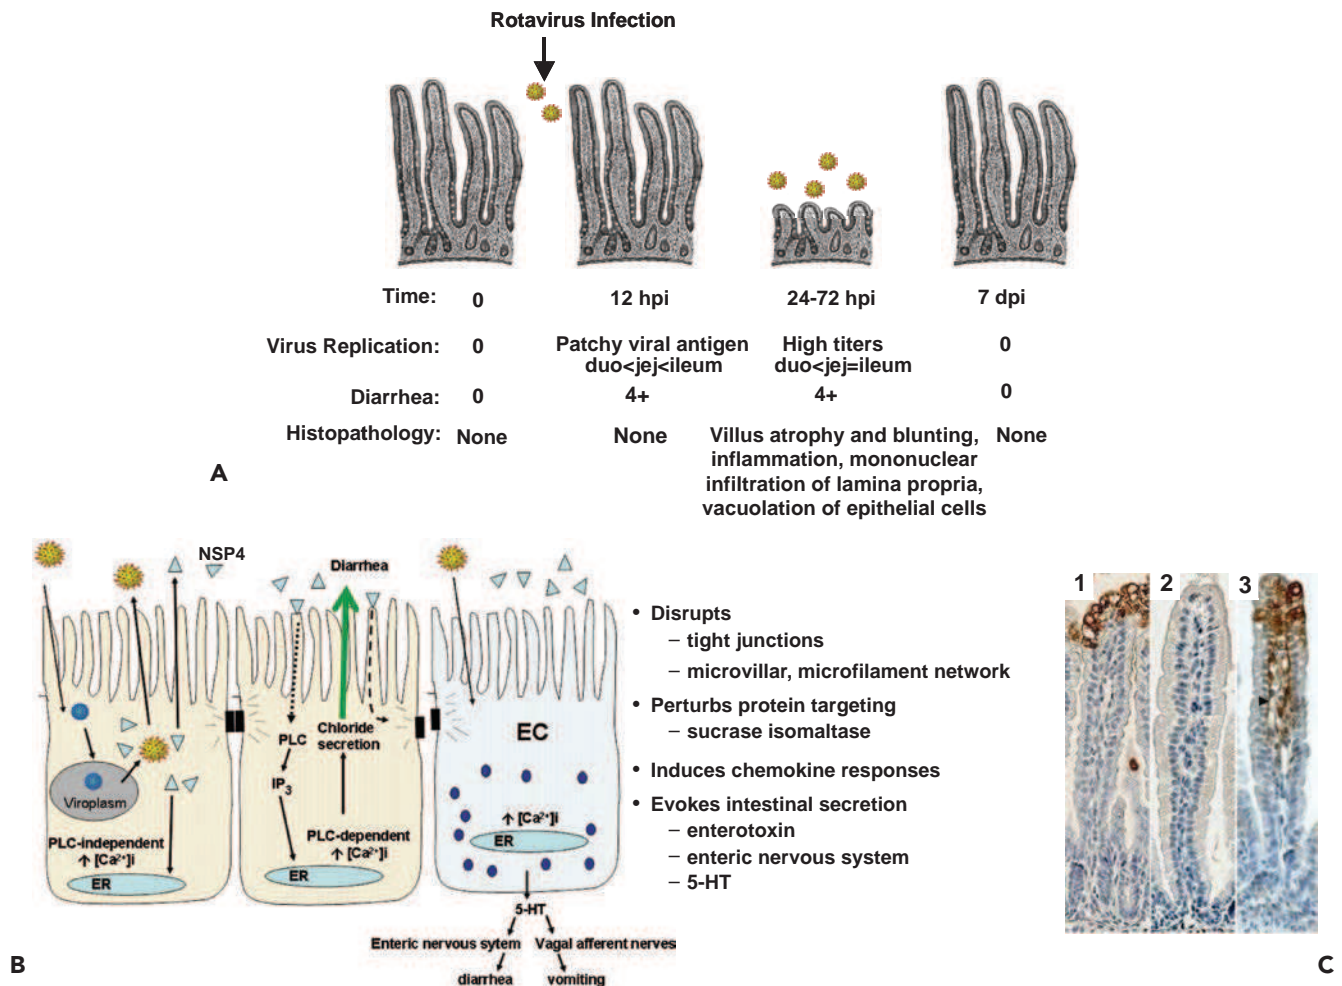 Rotavirus Infection
Time: 0 12 hpi 24-72 hpi 7 dpi
Virus Replication: 0 Patchy viral antigen High titers 0
duo<jej<ileum duo<jej=ileum
Diarrhea: 0 4+ 4+ 0
Histopathology: None None Villus atrophy and blunting, None
inflammation, mononuclear
infiltration of lamina propria,
vacuolation of epithelial cells
A
NSP4
Viroplasm
PLC-independent
↑ [Ca²⁺]i
ER
Diarrhea
PLC
IP₃
Chloride
secretion
PLC-dependent
↑ [Ca²⁺]i
ER
EC
↑ [Ca²⁺]i
ER
5-HT
Enteric nervous sytem Vagal afferent nerves
diarrhea vomiting
• Disrupts
– tight junctions
– microvillar, microfilament network
• Perturbs protein targeting
– sucrase isomaltase
• Induces chemokine responses
• Evokes intestinal secretion
– enterotoxin
– enteric nervous system
– 5-HT
B
1 2 3
C